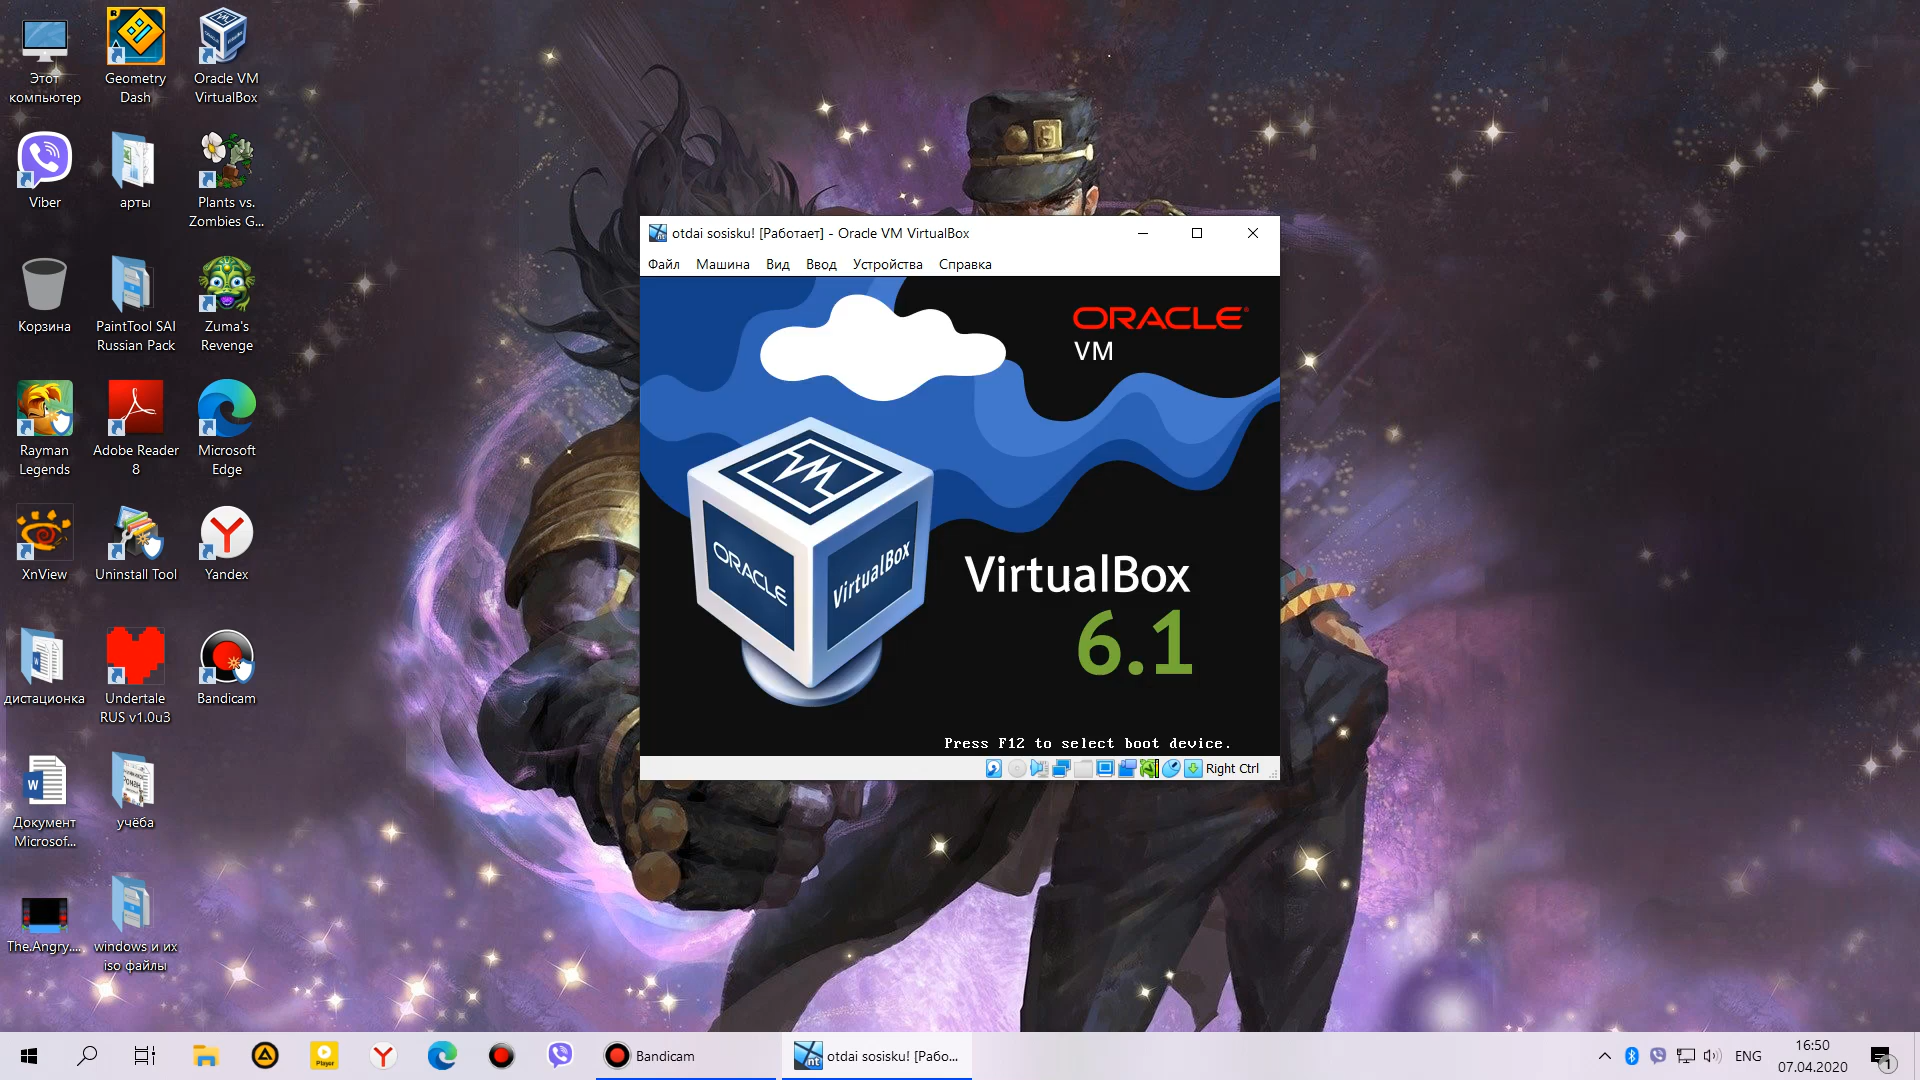 Этот
компьютер
Geometry
Dash
Oracle VM
VirtualBox
Viber
арты
Plants vs.
Zombies G...
Корзина
PaintTool SAI
Russian Pack
Zuma's
Revenge
Rayman
Legends
Adobe Reader
8
Microsoft
Edge
XnView
Uninstall Tool
Yandex
дистационка
Undertale
RUS v1.0u3
Bandicam
Документ
Microsof...
учёба
The.Angry....
windows и их
iso файлы
otdai sosisku! [Работает] - Oracle VM VirtualBox
Файл Машина Вид Ввод Устройства Справка
ORACLE
VM
ORACLE
VirtualBox
VirtualBox
6.1
Press F12 to select boot device.
Right Ctrl
Player
Bandicam
otdai sosisku! [Рабо...
ENG
16:50
07.04.2020
1